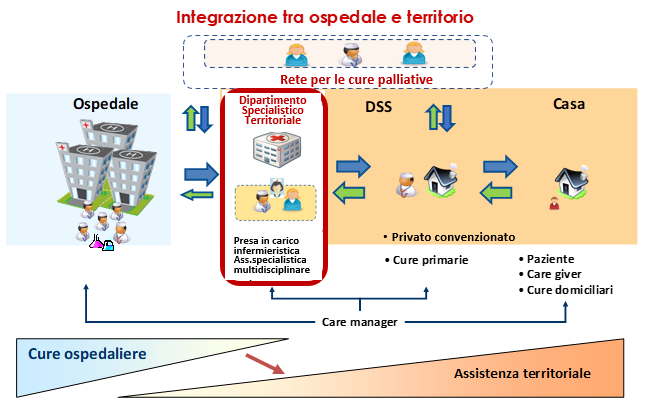 Integrazione tra ospedale e territorio
Rete per le cure palliative
Ospedale
Dipartimento
Specialistico
Territoriale
DSS
Casa
Presa in carico
infermieristica
Ass.specialistica
multidisciplinare
• Privato convenzionato
• Cure primarie
• Paziente
• Care giver
• Cure domiciliari
Care manager
Cure ospedaliere
Assistenza territoriale